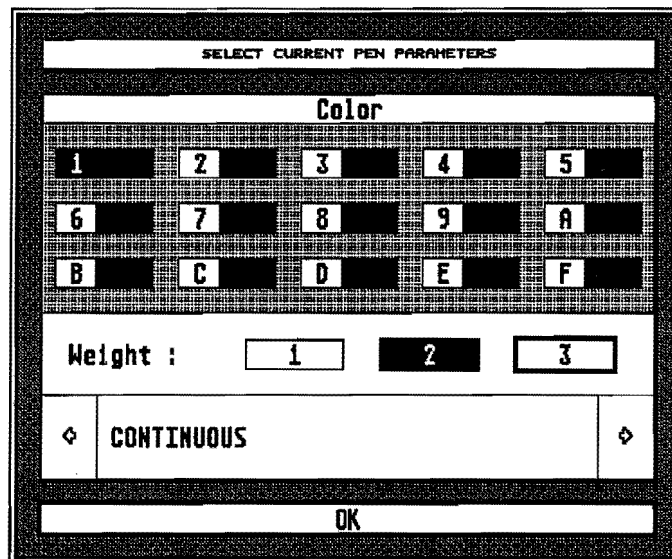 SELECT CURRENT PEN PARAMETERS
Color
1 2 3 4 5
6 7 8 9 A
B C D E F
Weight : 1 2 3
CONTINUOUS
OK